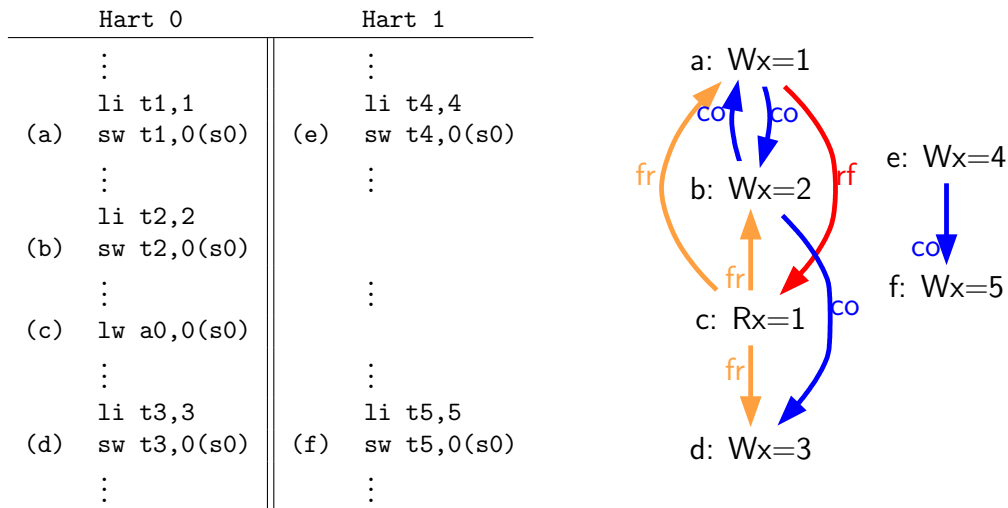 Hart 0 Hart 1
⋮ ⋮
li t1,1 li t4,4
(a) sw t1,0(s0) (e) sw t4,0(s0)
⋮ ⋮
li t2,2
(b) sw t2,0(s0)
⋮ ⋮
(c) lw a0,0(s0)
⋮ ⋮
li t3,3 li t5,5
(d) sw t3,0(s0) (f) sw t5,0(s0)
⋮ ⋮
a: Wx=1
co co
fr rf
b: Wx=2
fr
c: Rx=1
co
fr
d: Wx=3
e: Wx=4
co
f: Wx=5